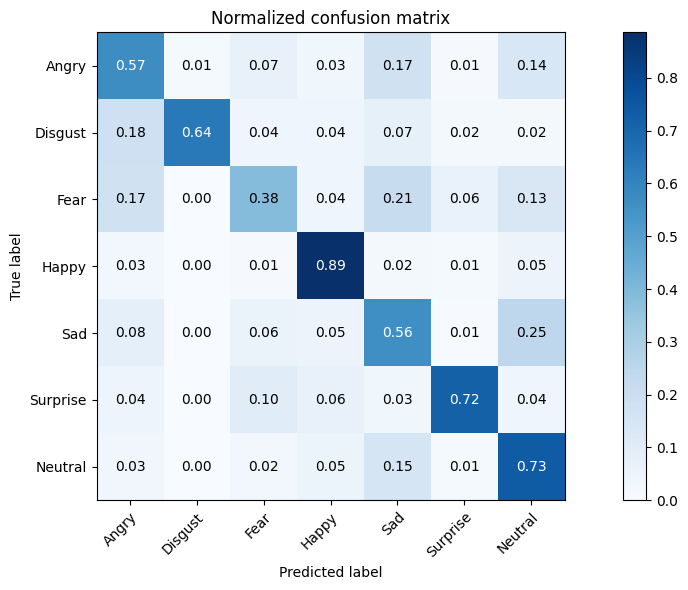 Normalized confusion matrix
Angry 0.57 0.01 0.07 0.03 0.17 0.01 0.14
Disgust 0.18 0.64 0.04 0.04 0.07 0.02 0.02
Fear 0.17 0.00 0.38 0.04 0.21 0.06 0.13
Happy 0.03 0.00 0.01 0.89 0.02 0.01 0.05
Sad 0.08 0.00 0.06 0.05 0.56 0.01 0.25
Surprise 0.04 0.00 0.10 0.06 0.03 0.72 0.04
Neutral 0.03 0.00 0.02 0.05 0.15 0.01 0.73
Angry Disgust Fear Happy Sad Surprise Neutral
Predicted label
True label
0.8
0.7
0.6
0.5
0.4
0.3
0.2
0.1
0.0